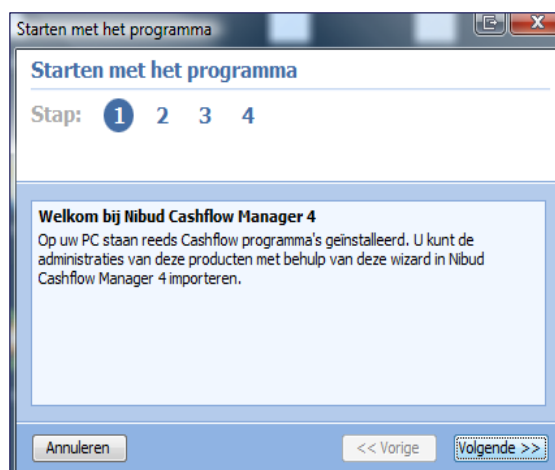 Starten met het programma
Starten met het programma
Stap: 1 2 3 4
Welkom bij Nibud Cashflow Manager 4
Op uw PC staan reeds Cashflow programma's geïnstalleerd. U kunt de
administraties van deze producten met behulp van deze wizard in Nibud
Cashflow Manager 4 importeren.
Annuleren << Vorige Volgende >>